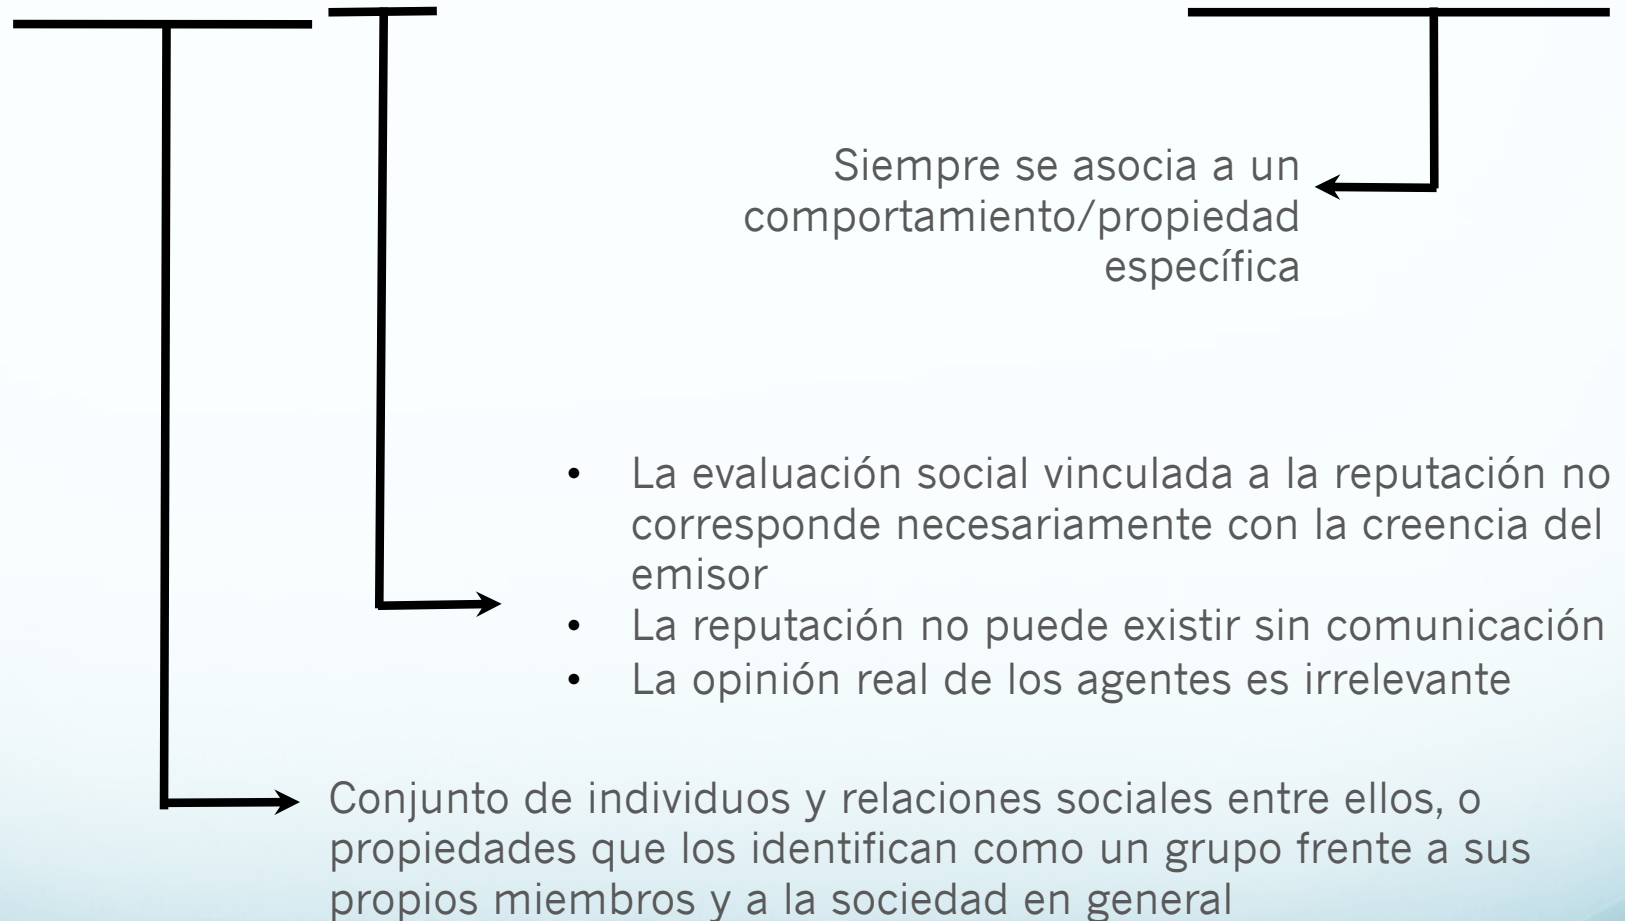 Siempre se asocia a un
comportamiento/propiedad
específica
• La evaluación social vinculada a la reputación no
corresponde necesariamente con la creencia del
emisor
• La reputación no puede existir sin comunicación
• La opinión real de los agentes es irrelevante
Conjunto de individuos y relaciones sociales entre ellos, o
propiedades que los identifican como un grupo frente a sus
propios miembros y a la sociedad en general